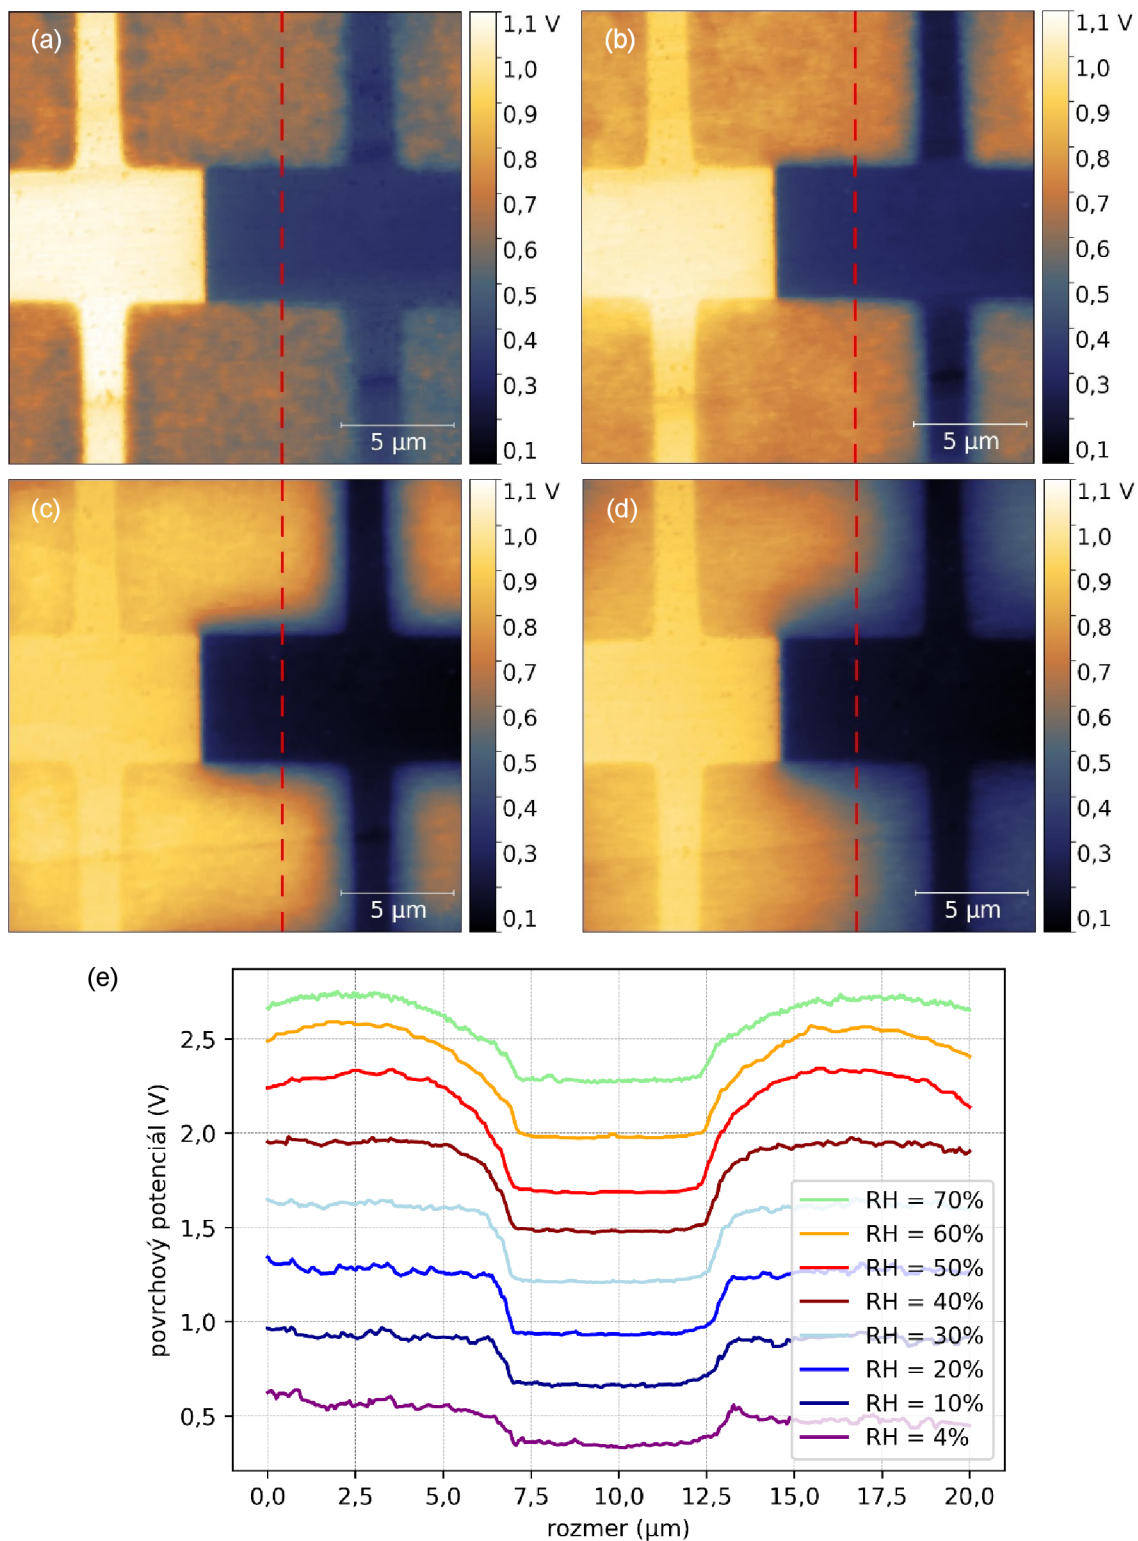 (a)
1,1 V
1,0
0,9
0,8
0,7
0,6
0,5
0,4
0,3
0,1
5 µm
(b)
1,1 V
1,0
0,9
0,8
0,7
0,6
0,5
0,4
0,3
0,1
5 µm
(c)
1,1 V
1,0
0,9
0,8
0,7
0,6
0,5
0,4
0,3
0,1
5 µm
(d)
1,1 V
1,0
0,9
0,8
0,7
0,6
0,5
0,4
0,3
0,1
5 µm
(e)
povrchový potenciál (V)
2,5
2,0
1,5
1,0
0,5
RH = 70%
RH = 60%
RH = 50%
RH = 40%
RH = 30%
RH = 20%
RH = 10%
RH = 4%
0,0 2,5 5,0 7,5 10,0 12,5 15,0 17,5 20,0
rozmer (µm)